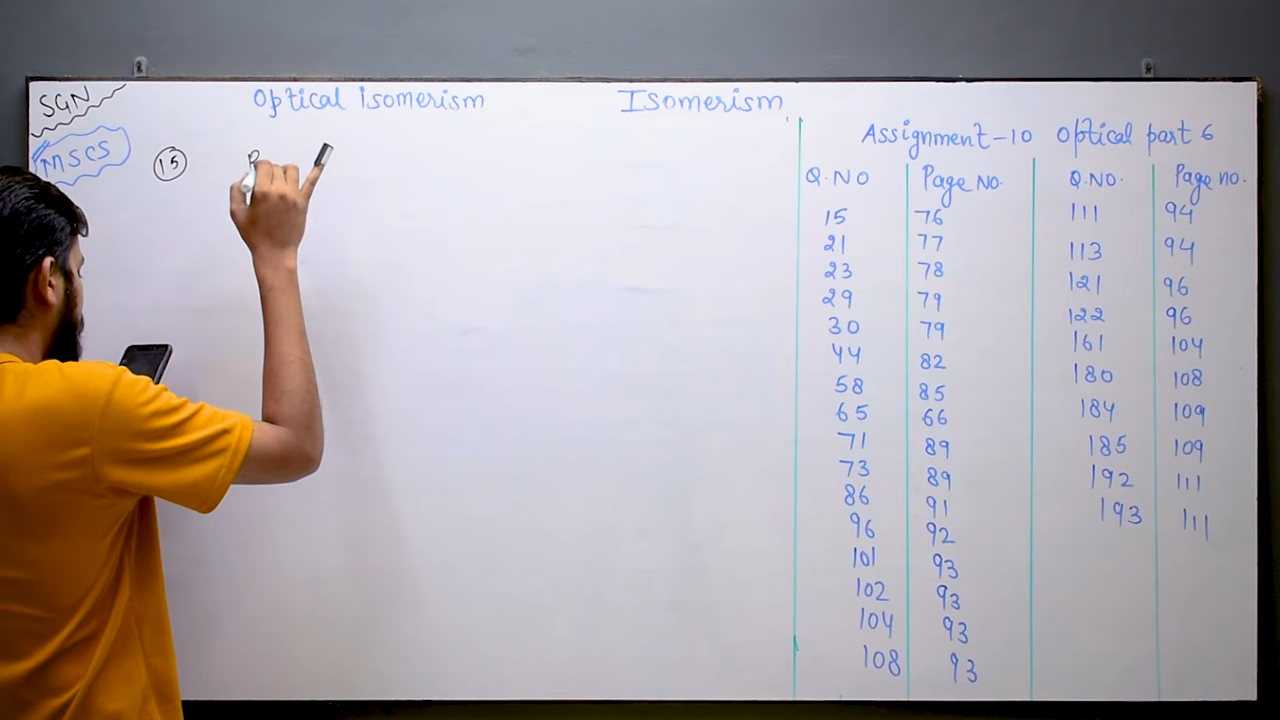 SGN
MSCS
Optical Isomerism
Isomerism
15
Assignment-10 Optical part 6
Q.NO Page No. Q.NO. Page no.
15 76 111 94
21 77 113 94
23 78 121 96
29 79 122 96
30 79 161 104
44 82 180 108
58 85 184 109
65 66 185 109
71 89 192 111
73 89 193 111
86 91
96 92
101 93
102 93
104 93
108 93